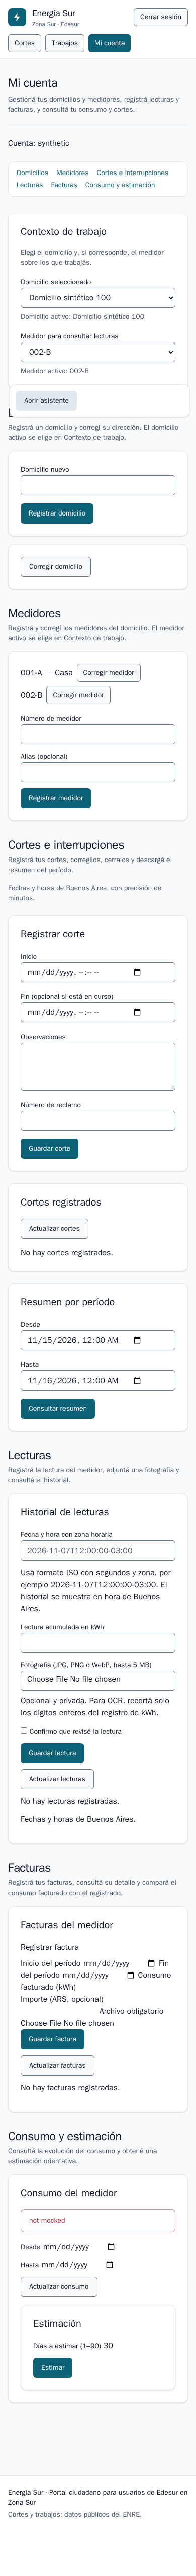 Energía Sur
Zona Sur · Edesur
Cerrar sesión
Cortes
Trabajos
Mi cuenta
Mi cuenta
Gestioná tus domicilios y medidores, registrá lecturas y
facturas, y consultá tu consumo y cortes.
Cuenta: synthetic
Domicilios Medidores Cortes e interrupciones
Lecturas Facturas Consumo y estimación
Contexto de trabajo
Elegí el domicilio y, si corresponde, el medidor
sobre los que trabajás.
Domicilio seleccionado
Domicilio sintético 100
Domicilio activo: Domicilio sintético 100
Medidor para consultar lecturas
002-B
Medidor activo: 002-B
Abrir asistente
Registrá un domicilio y corregí su dirección. El domicilio
activo se elige en Contexto de trabajo.
Domicilio nuevo
Registrar domicilio
Corregir domicilio
Medidores
Registrá y corregí los medidores del domicilio. El medidor
activo se elige en Contexto de trabajo.
001-A — Casa Corregir medidor
002-B Corregir medidor
Número de medidor
Alias (opcional)
Registrar medidor
Cortes e interrupciones
Registrá tus cortes, corregilos, cerralos y descargá el
resumen del período.
Fechas y horas de Buenos Aires, con precisión de
minutos.
Registrar corte
Inicio
mm/dd/yyyy, --:-- --
Fin (opcional si está en curso)
mm/dd/yyyy, --:-- --
Observaciones
Número de reclamo
Guardar corte
Cortes registrados
Actualizar cortes
No hay cortes registrados.
Resumen por período
Desde
11/15/2026, 12:00 AM
Hasta
11/16/2026, 12:00 AM
Consultar resumen
Lecturas
Registrá la lectura del medidor, adjuntá una fotografía y
consultá el historial.
Historial de lecturas
Fecha y hora con zona horaria
2026-11-07T12:00:00-03:00
Usá formato ISO con segundos y zona, por
ejemplo 2026-11-07T12:00:00-03:00. El
historial se muestra en hora de Buenos
Aires.
Lectura acumulada en kWh
Fotografía (JPG, PNG o WebP, hasta 5 MB)
Choose File No file chosen
Opcional y privada. Para OCR, recortá solo
los dígitos enteros del registro de kWh.
Confirmo que revisé la lectura
Guardar lectura
Actualizar lecturas
No hay lecturas registradas.
Fechas y horas de Buenos Aires.
Facturas
Registrá tus facturas, consultá su detalle y compará el
consumo facturado con el registrado.
Facturas del medidor
Registrar factura
Inicio del período mm/dd/yyyy Fin
del período mm/dd/yyyy Consumo
facturado (kWh)
Importe (ARS, opcional)
Archivo obligatorio
Choose File No file chosen
Guardar factura
Actualizar facturas
No hay facturas registradas.
Consumo y estimación
Consultá la evolución del consumo y obtené una
estimación orientativa.
Consumo del medidor
not mocked
Desde mm/dd/yyyy
Hasta mm/dd/yyyy
Actualizar consumo
Estimación
Días a estimar (1–90) 30
Estimar
Energía Sur · Portal ciudadano para usuarios de Edesur en
Zona Sur
Cortes y trabajos: datos públicos del ENRE.